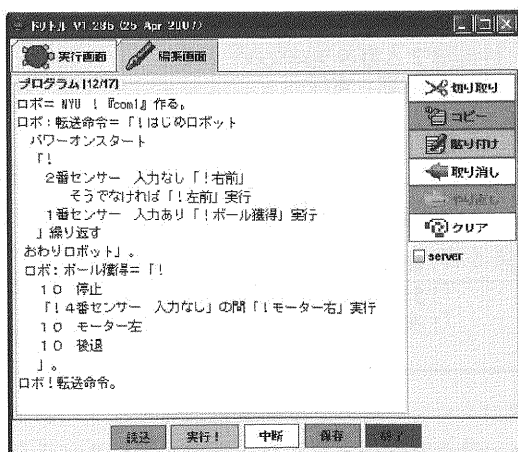 ドリトル V1.28b (25 Apr 2007)
実行画面 編集画面
プログラム [12/17]
ロボ= NYU ! 『com1』 作る。
ロボ:転送命令=「!はじめロボット
パワーオンスタート
「!
2番センサー 入力なし「!右前」
そうでなければ「!左前」実行
1番センサー 入力あり「!ボール獲得」実行
」繰り返す
おわりロボット」。
ロボ:ボール獲得=「!
10 停止
「!4番センサー 入力なし」の間「!モーター右」実行
10 モーター左
10 後退
」。
ロボ!転送命令。
切り取り
コピー
貼り付け
取り消し
やり直し
クリア
server
読込 実行! 中断 保存 終了